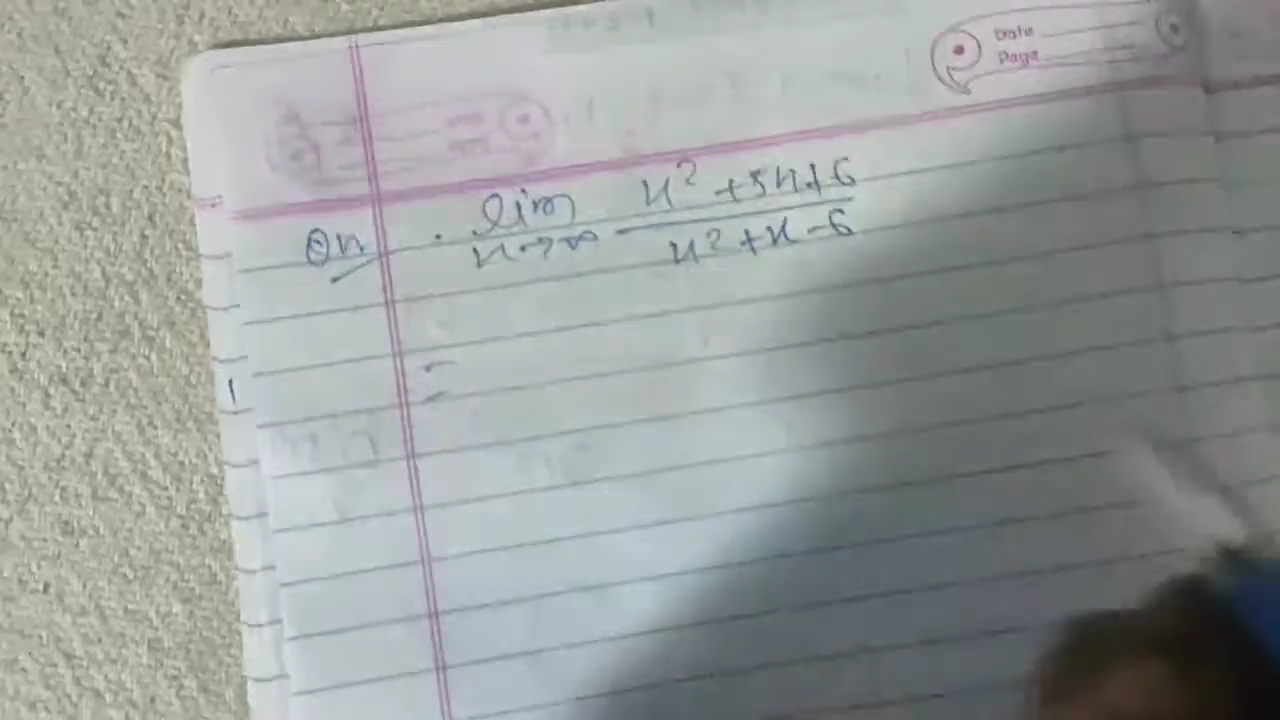 Date
Page
Qn . lim x→∞ x² + 5x + 6 / x² + x - 6
=